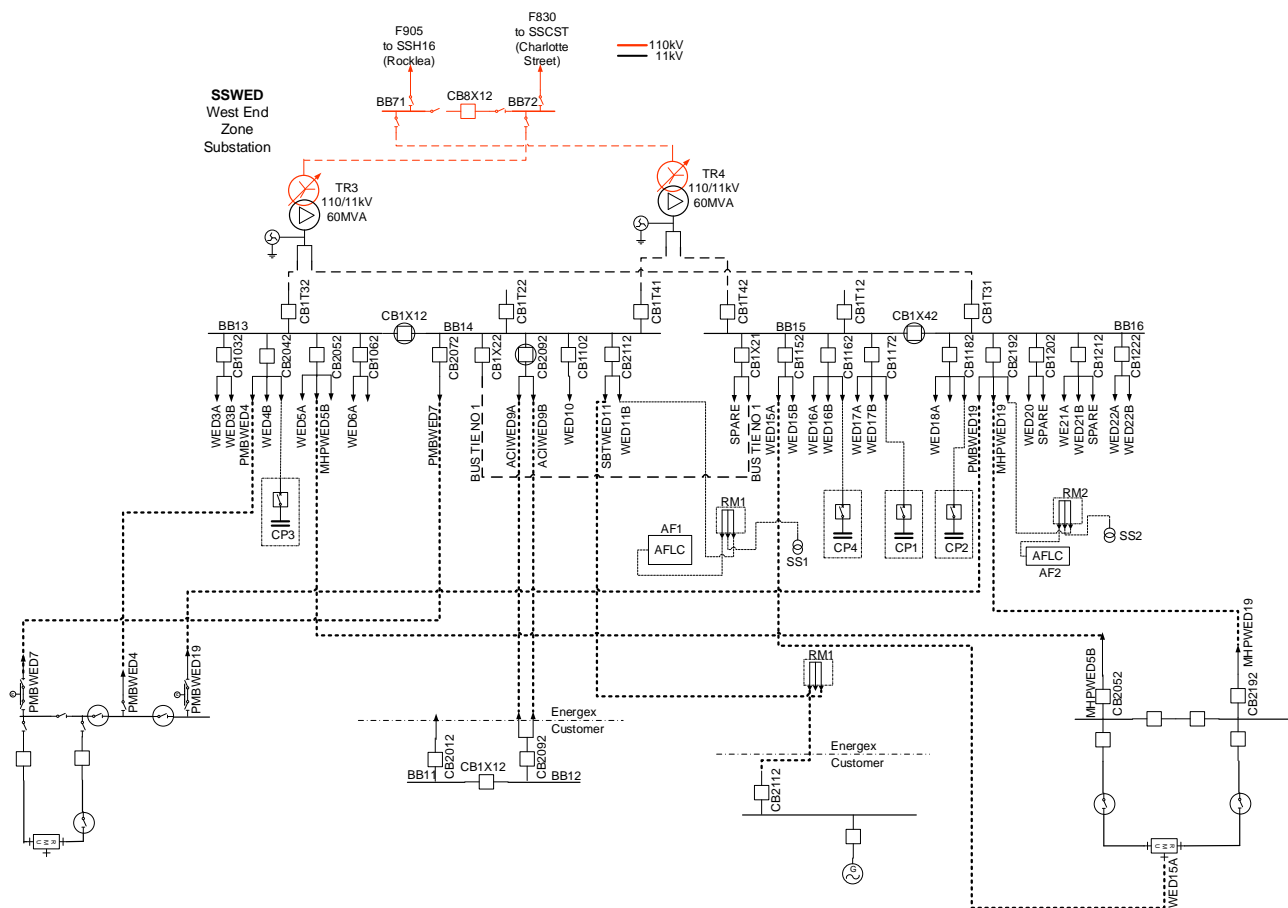 F905
to SSH16
(Rocklea)
F830
to SSCST
(Charlotte
Street)
110kV
11kV
SSWED
West End
Zone
Substation
BB71
CB8X12
BB72
TR3
110/11kV
60MVA
TR4
110/11kV
60MVA
CB1T32
CB1T22
CB1T41
CB1T42
CB1T12
CB1T31
BB13
CB1X12
BB14
BB15
CB1X42
BB16
CB1032
CB2042
CB2052
CB1062
CB2072
CB1X22
CB2092
CB1102
CB2112
CB1X21
CB1152
CB1162
CB1172
CB1182
CB2192
CB1202
CB1212
CB1222
WED3A
WED3B
PMBWED4
WED4B
WED5A
MHPWED5B
WED6A
PMBWED7
BUS TIE NO 1
ACIWED9A
ACIWED9B
WED10
SBTWED11
WED11B
SPARE
BUS TIE NO 1
WED15A
WED15B
WED16A
WED16B
WED17A
WED17B
WED18A
PMBWED19
MHPWED19
WED20
SPARE
WE21A
WED21B
SPARE
WED22A
WED22B
CP3
AF1
AFLC
RM1
SS1
CP4
CP1
CP2
RM2
SS2
AFLC
AF2
PMBWED7
PMBWED4
PMBWED19
RM1
MHPWED5B
CB2052
MHPWED19
CB2192
Energex
Customer
CB2012
CB2092
BB11
CB1X12
BB12
Energex
Customer
CB2112
G
RMU
RMU
WED15A